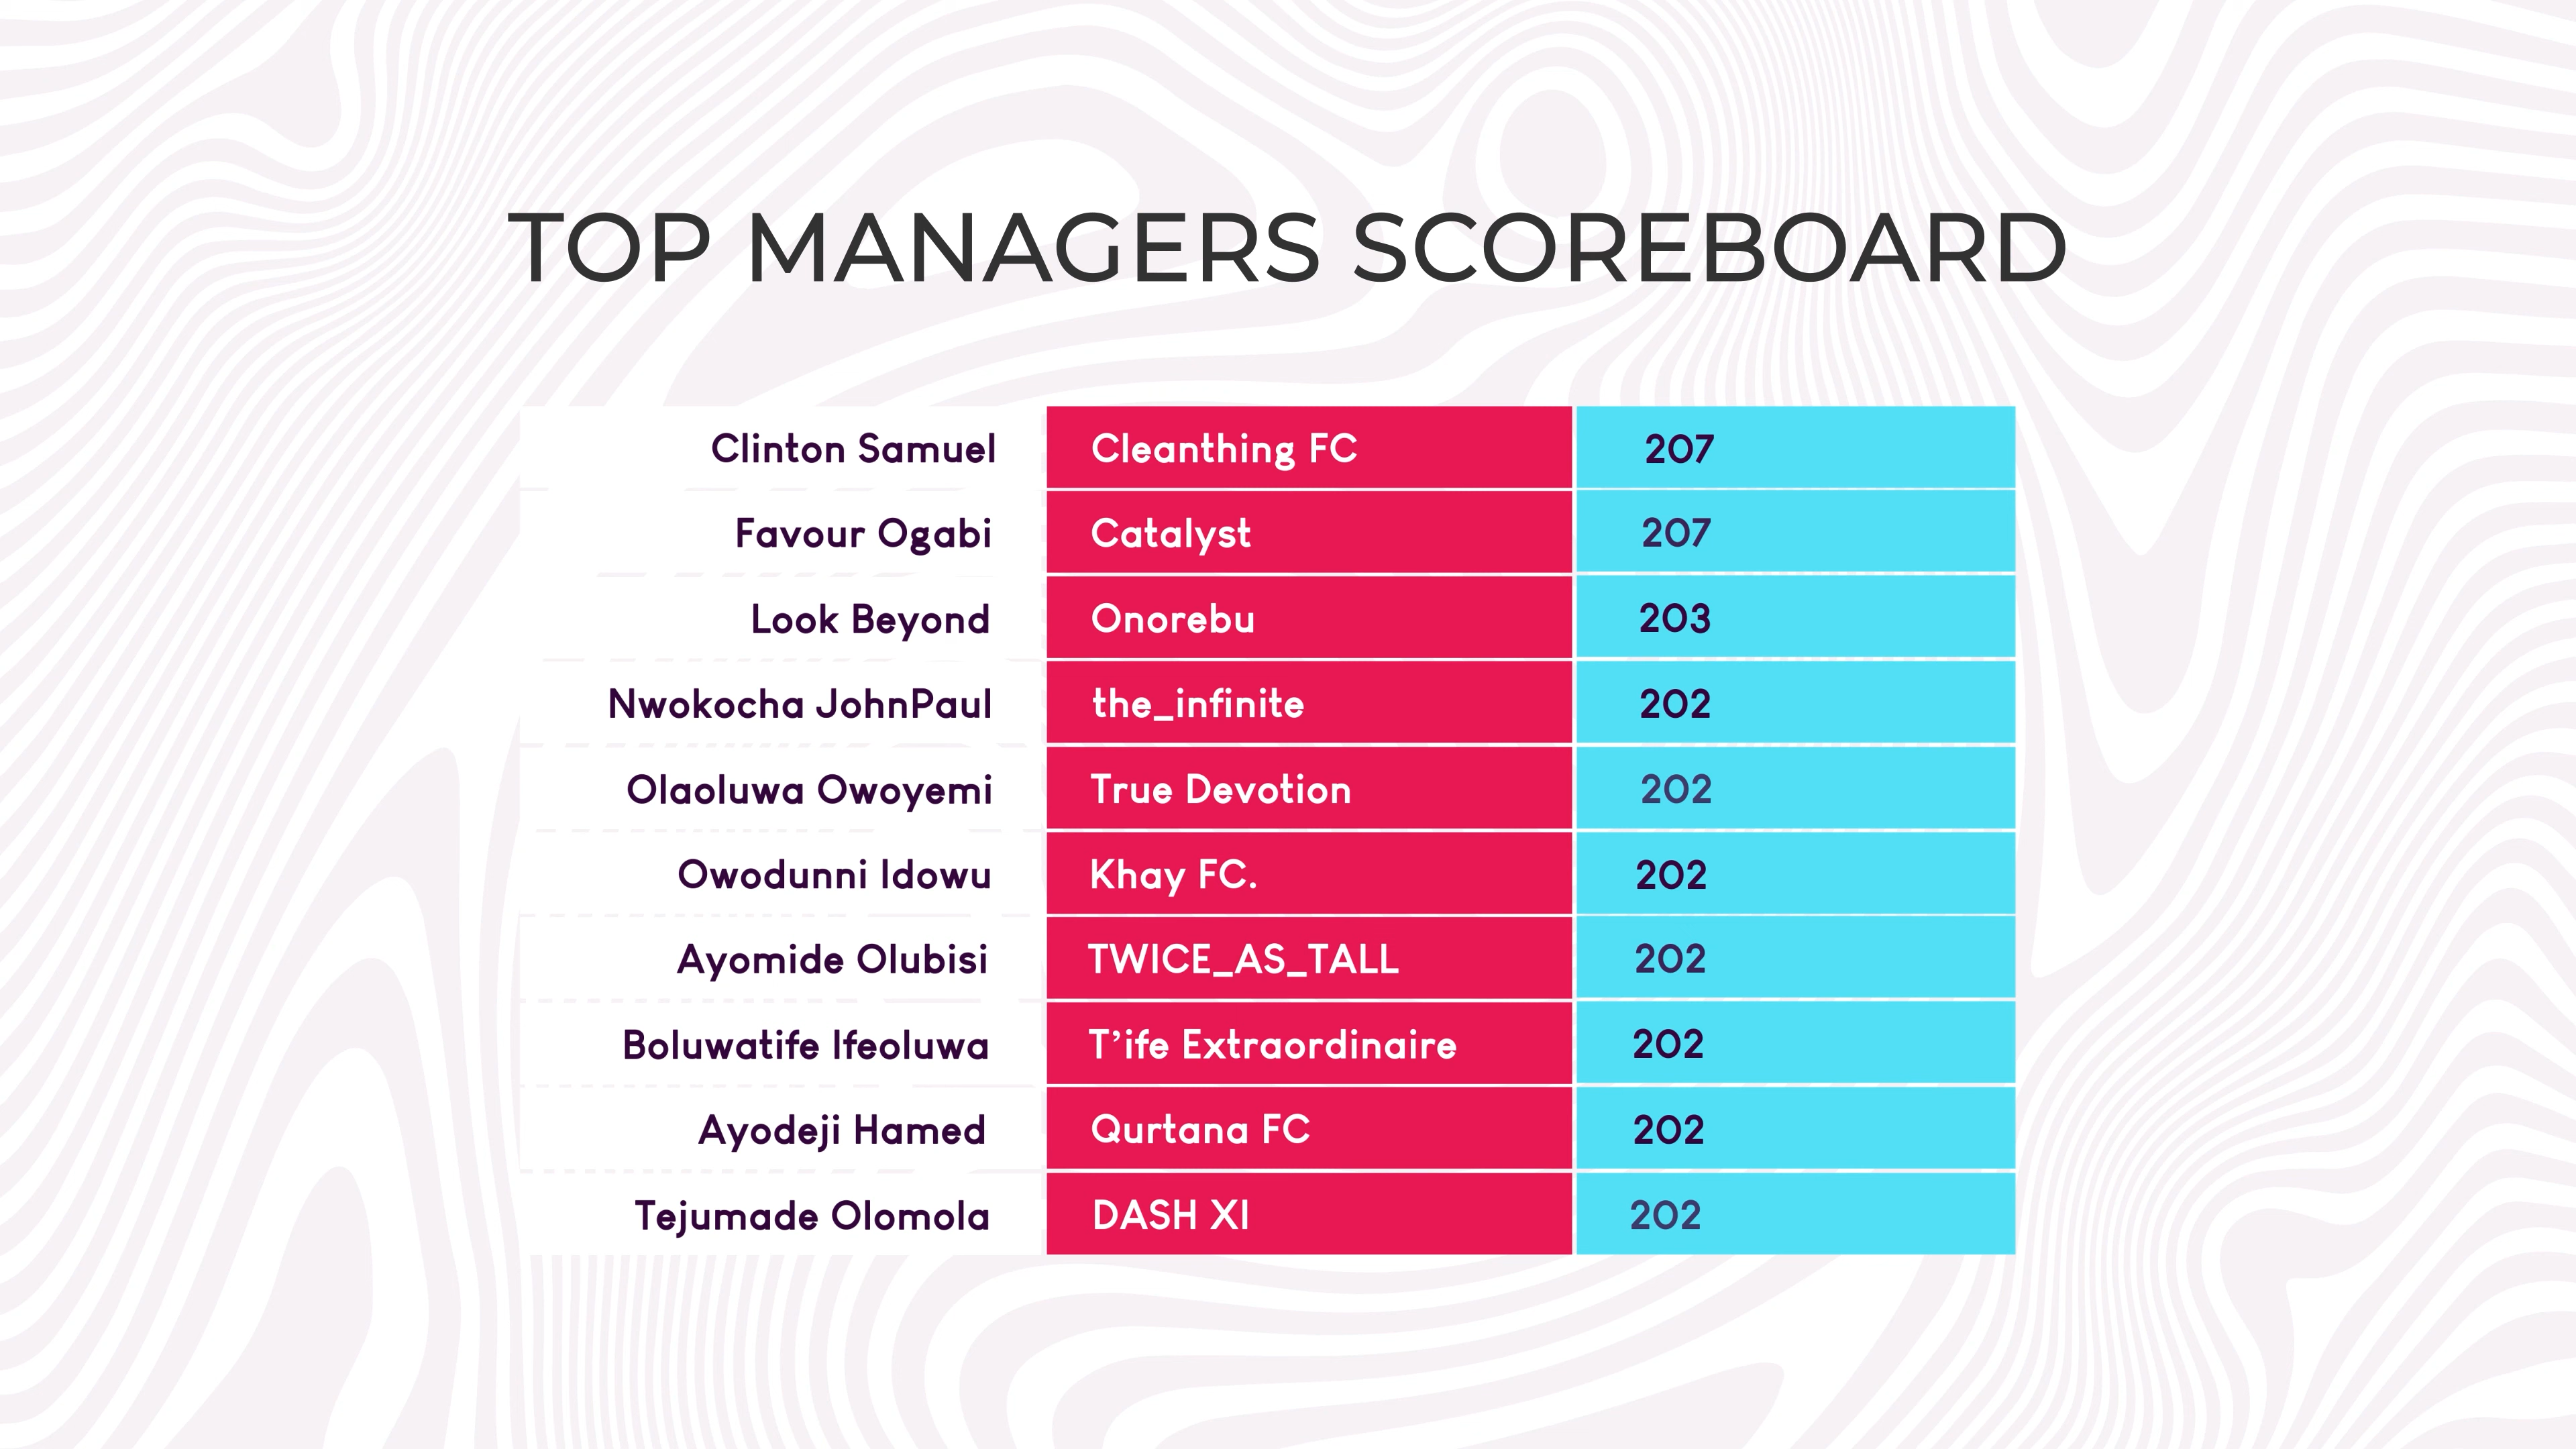 TOP MANAGERS SCOREBOARD
Clinton Samuel Cleanthing FC 207
Favour Ogabi Catalyst 207
Look Beyond Onorebu 203
Nwokocha JohnPaul the_infinite 202
Olaoluwa Owoyemi True Devotion 202
Owodunni Idowu Khay FC. 202
Ayomide Olubisi TWICE_AS_TALL 202
Boluwatife Ifeoluwa T’ife Extraordinaire 202
Ayodeji Hamed Qurtana FC 202
Tejumade Olomola DASH XI 202